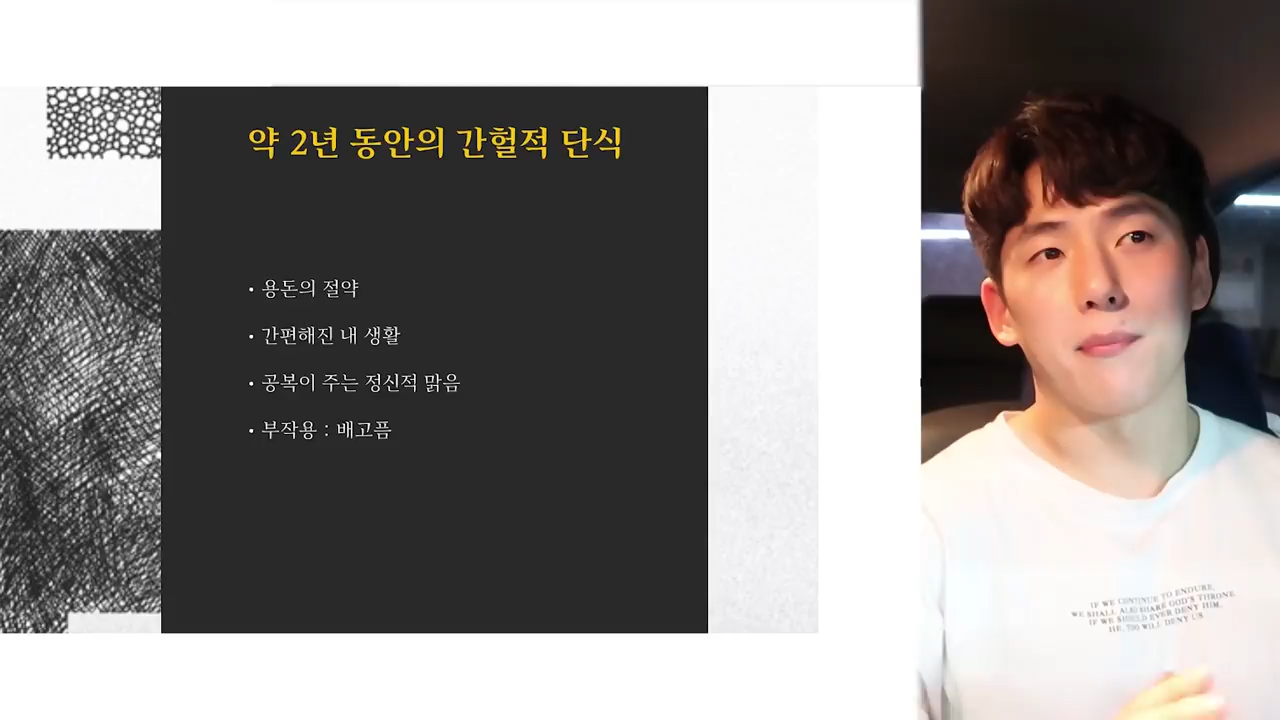 약 2년 동안의 간헐적 단식
• 용돈의 절약
• 간편해진 내 생활
• 공복이 주는 정신적 맑음
• 부작용 : 배고픔
IF WE CONTINUE TO ENDURE,
WE SHALL ALSO SHARE GOD'S THRONE.
IF WE SHOULD EVER DENY HIM,
HE, TOO WILL DENY US